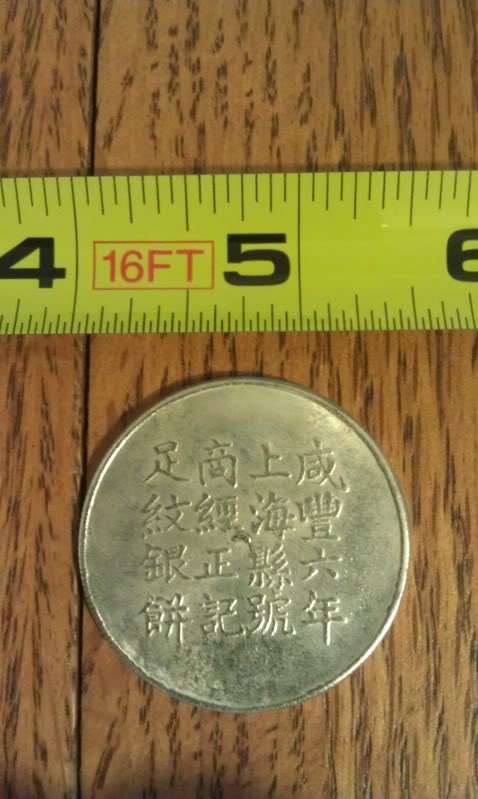 4 16FT 5 6
咸豐六年
上海縣號
商經正記
足紋銀餅